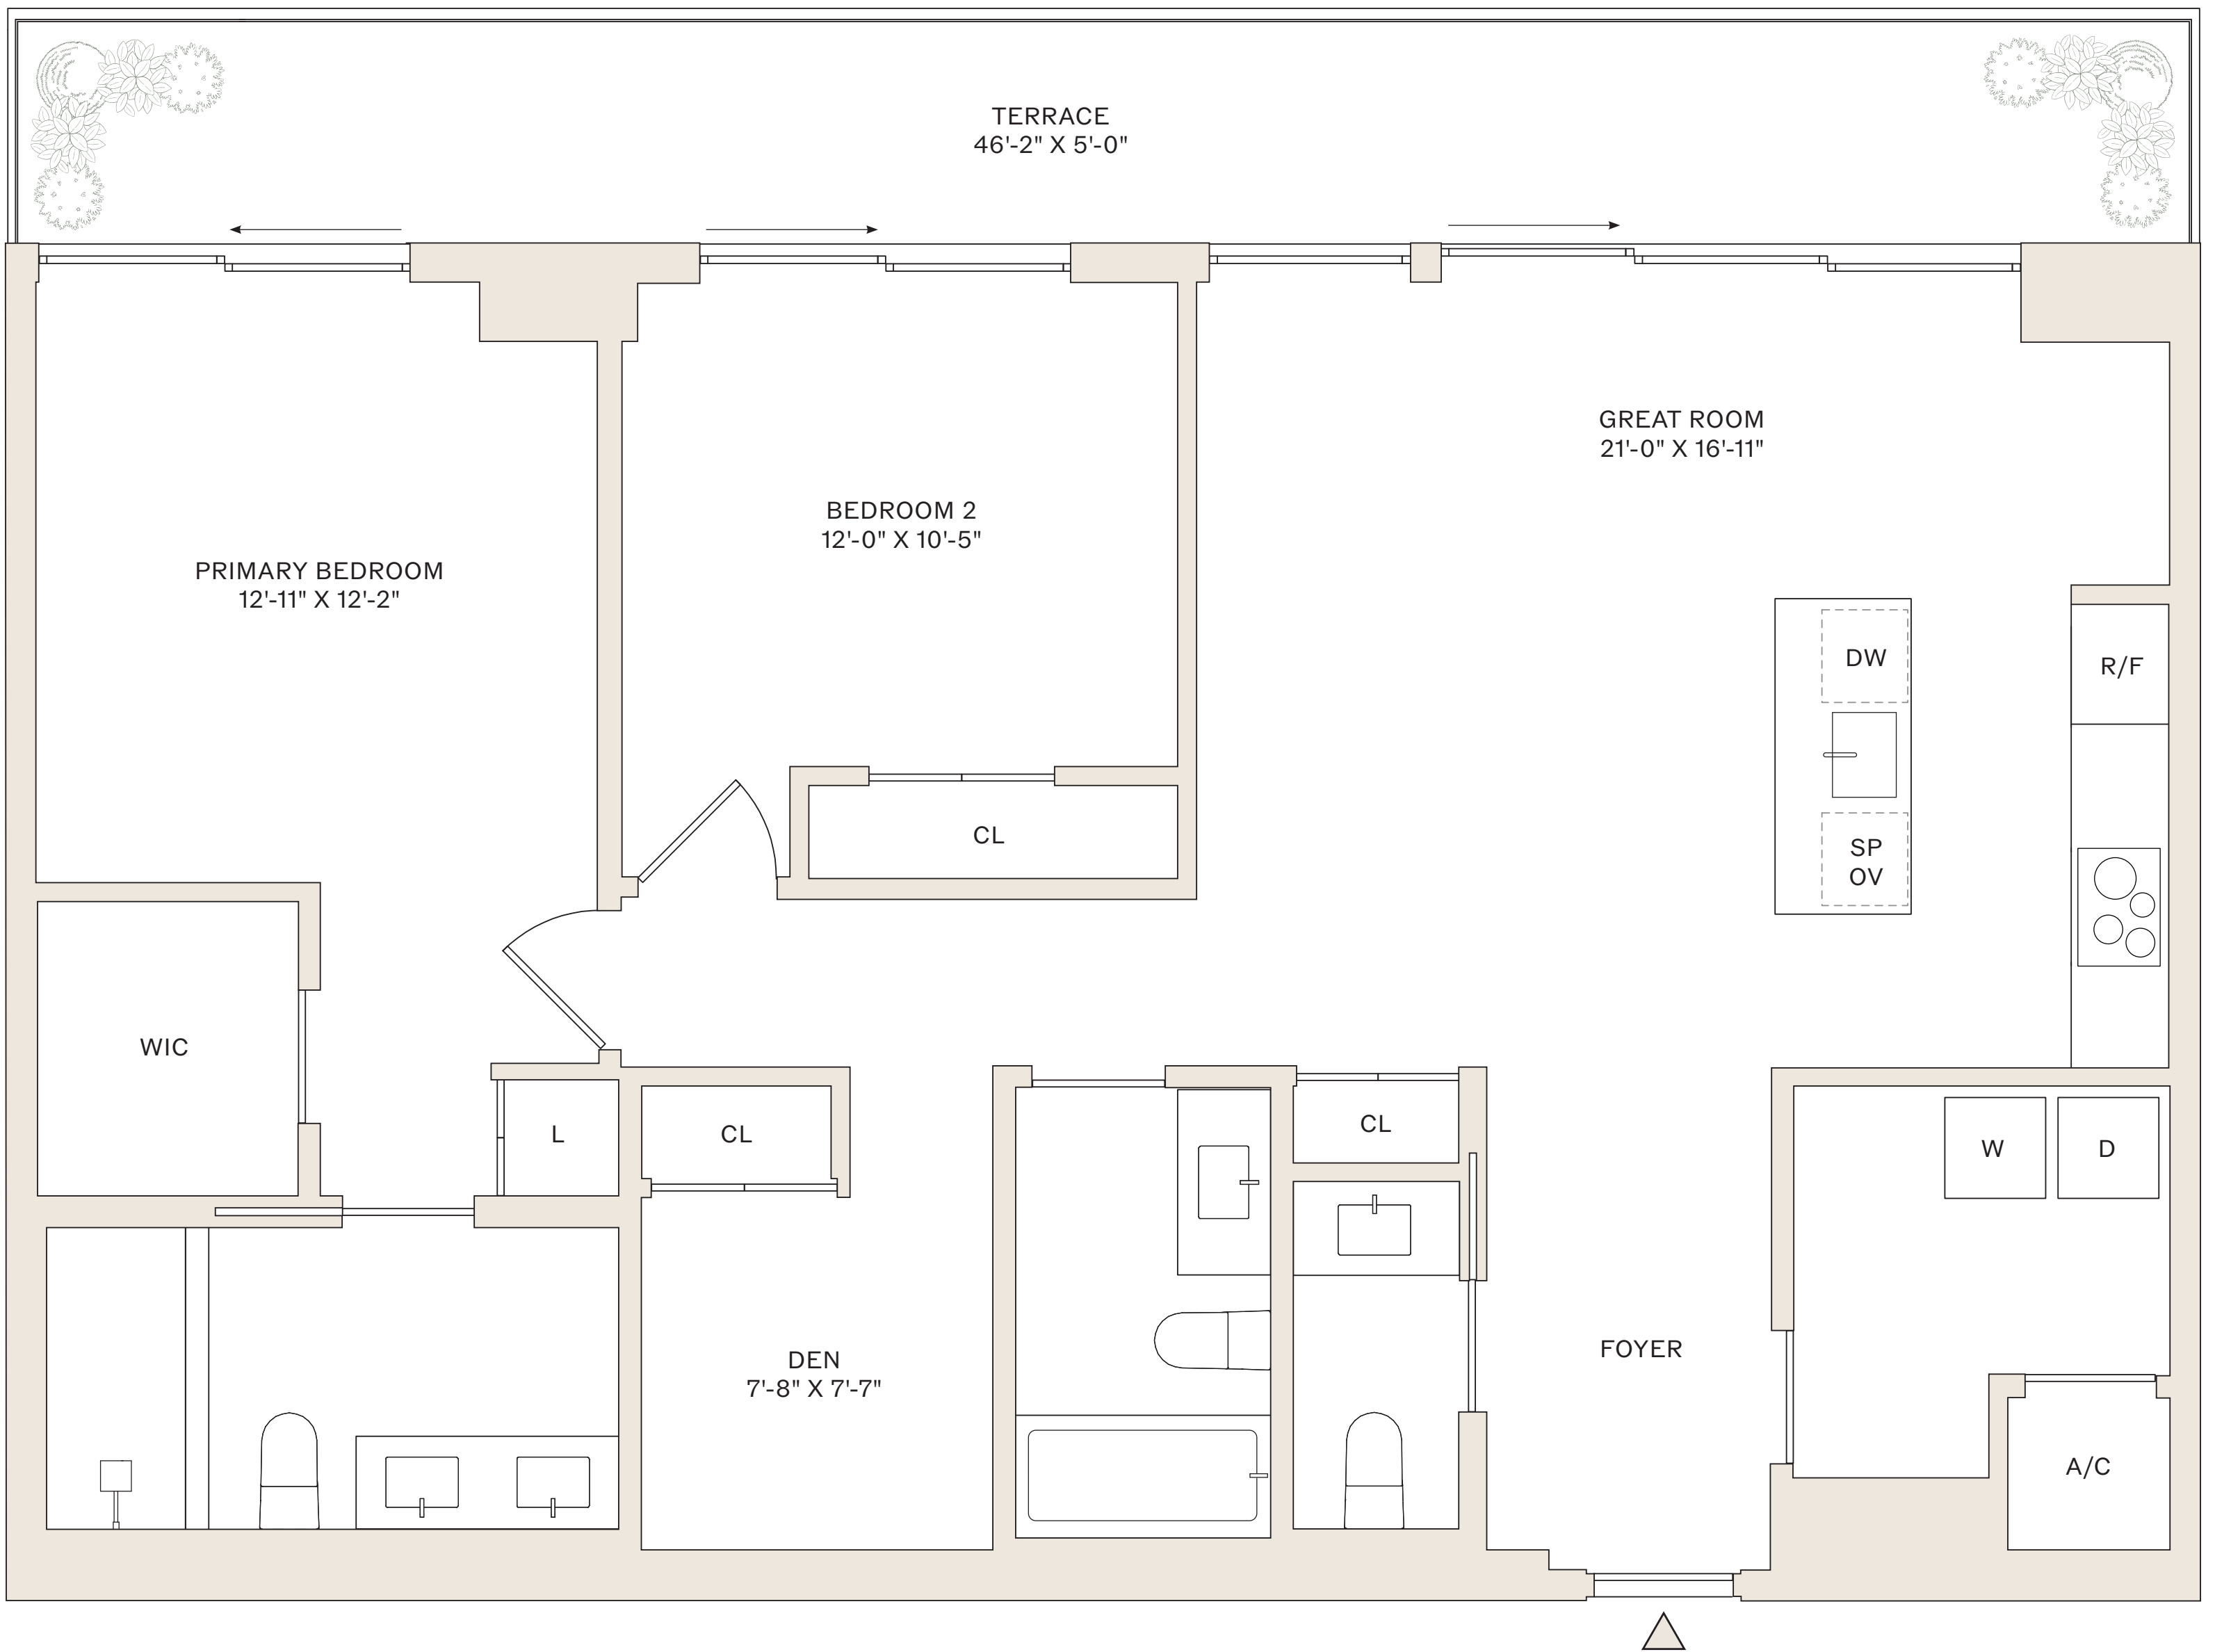 TERRACE
46'-2" X 5'-0"
GREAT ROOM
21'-0" X 16'-11"
BEDROOM 2
12'-0" X 10'-5"
PRIMARY BEDROOM
12'-11" X 12'-2"
DW
R/F
CL
SP
OV
WIC
L
CL
CL
W
D
FOYER
DEN
7'-8" X 7'-7"
A/C